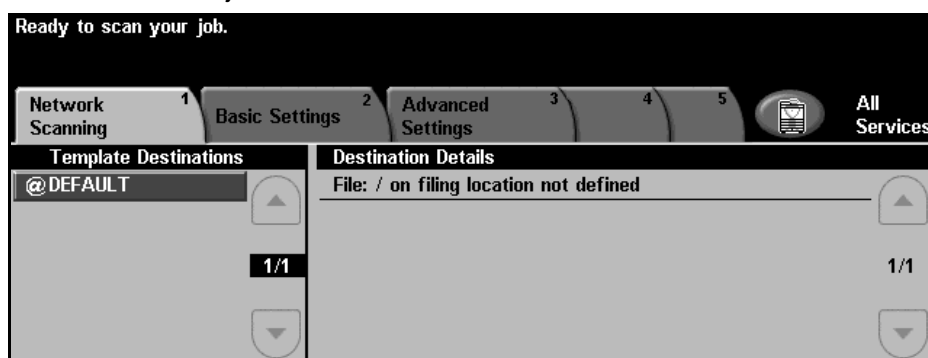 Ready to scan your job.
Network Scanning 1
Basic Settings 2
Advanced Settings 3
4
5
All Services
Template Destinations
Destination Details
@DEFAULT
File: / on filing location not defined
1/1
1/1